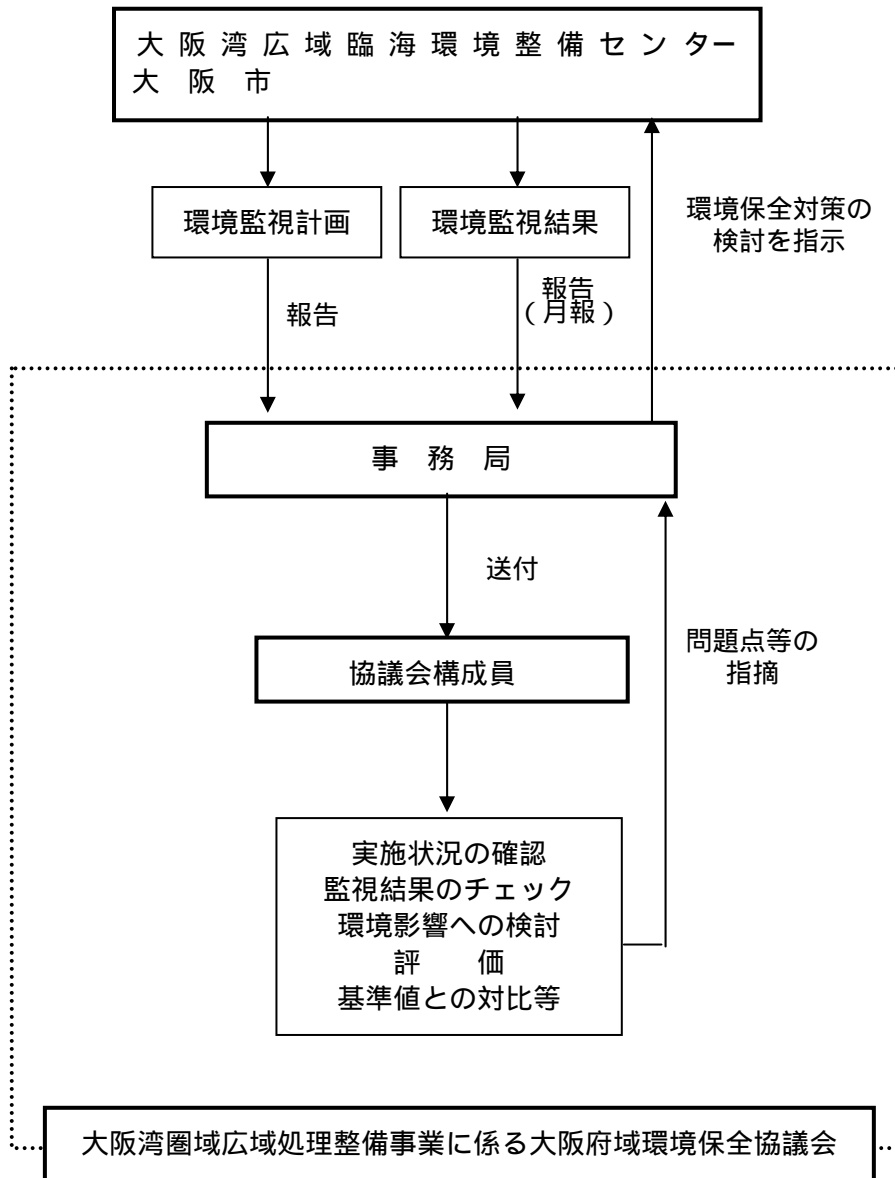 大阪湾広域臨海環境整備センター
大阪市
環境監視計画
環境監視結果
環境保全対策の
検討を指示
報告
報告
(月報)
事務局
送付
協議会構成員
問題点等の
指摘
実施状況の確認
監視結果のチェック
環境影響への検討
評　価
基準値との対比等
大阪湾圏域広域処理整備事業に係る大阪府域環境保全協議会